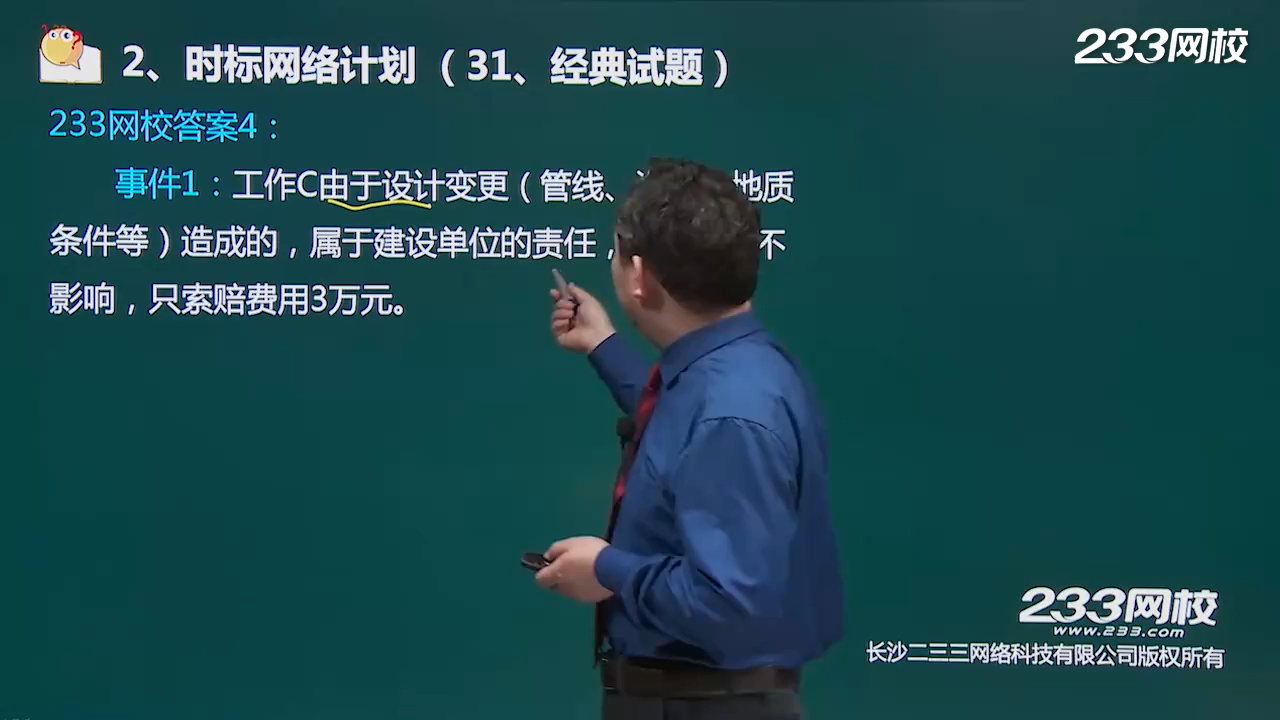 2、时标网络计划（31、经典试题）
233网校
233网校答案4：
事件1：工作C由于设计变更（管线、地质
条件等）造成的，属于建设单位的责任，不
影响，只索赔费用3万元。
233网校
www.233.com
长沙二三三网络科技有限公司版权所有